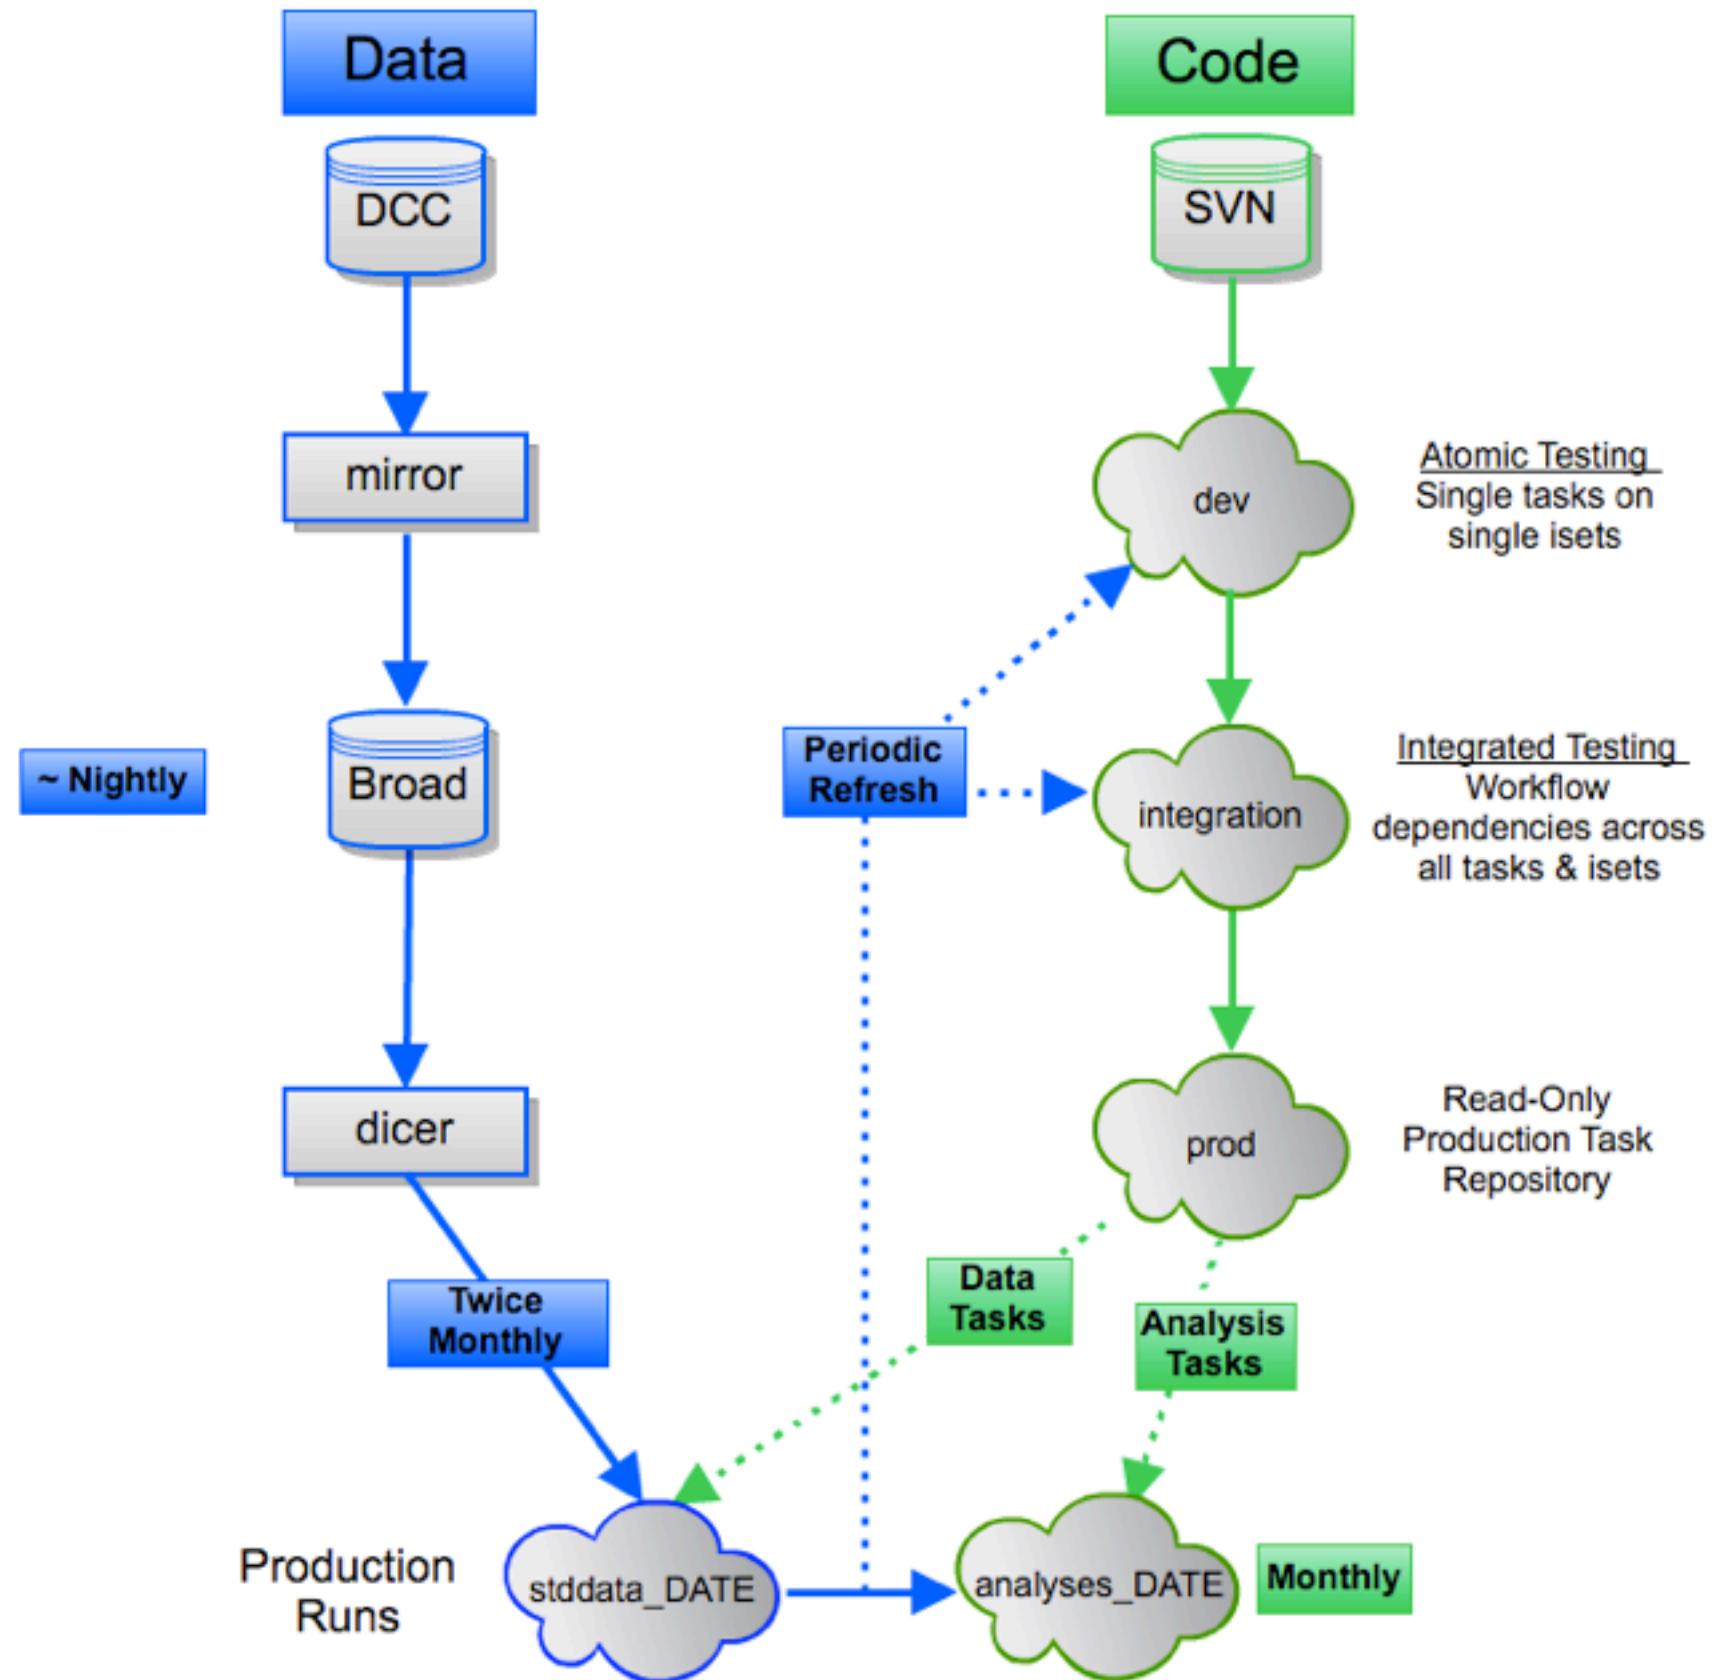 Data
Code
DCC
SVN
mirror
dev
Atomic Testing
Single tasks on
single isets
~ Nightly
Broad
Periodic
Refresh
integration
Integrated Testing
Workflow
dependencies across
all tasks & isets
dicer
prod
Read-Only
Production Task
Repository
Twice
Monthly
Data
Tasks
Analysis
Tasks
Production
Runs
stddata_DATE
analyses_DATE
Monthly